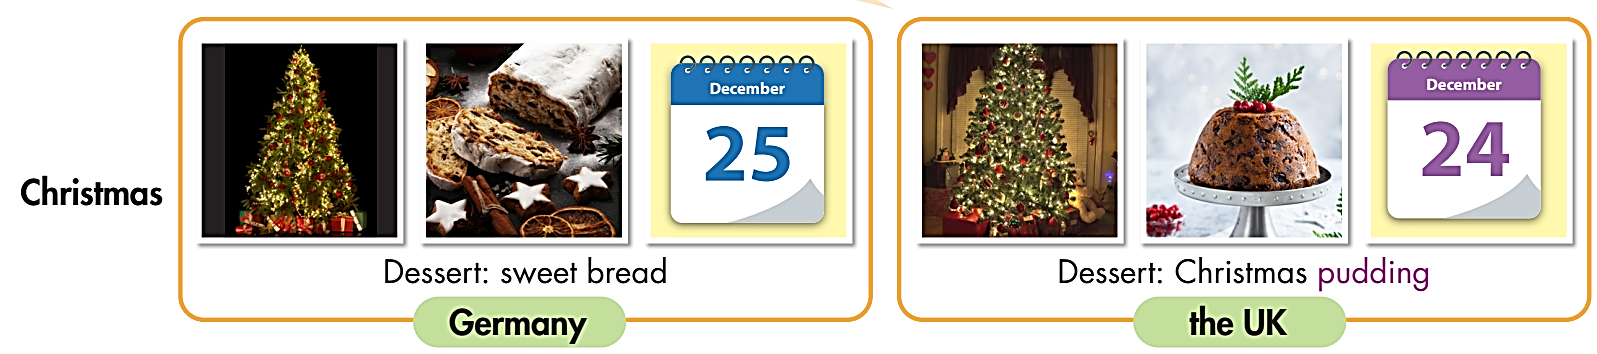 Christmas
December
25
Dessert: sweet bread
Germany
December
24
Dessert: Christmas pudding
the UK